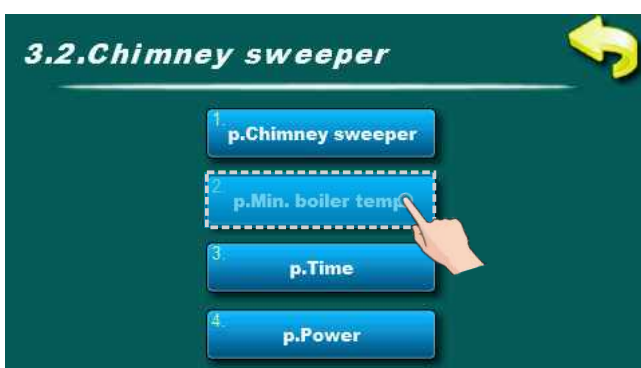 3.2.Chimney sweeper
1.
p.Chimney sweeper
2.
p.Min. boiler temp
3.
p.Time
4.
p.Power